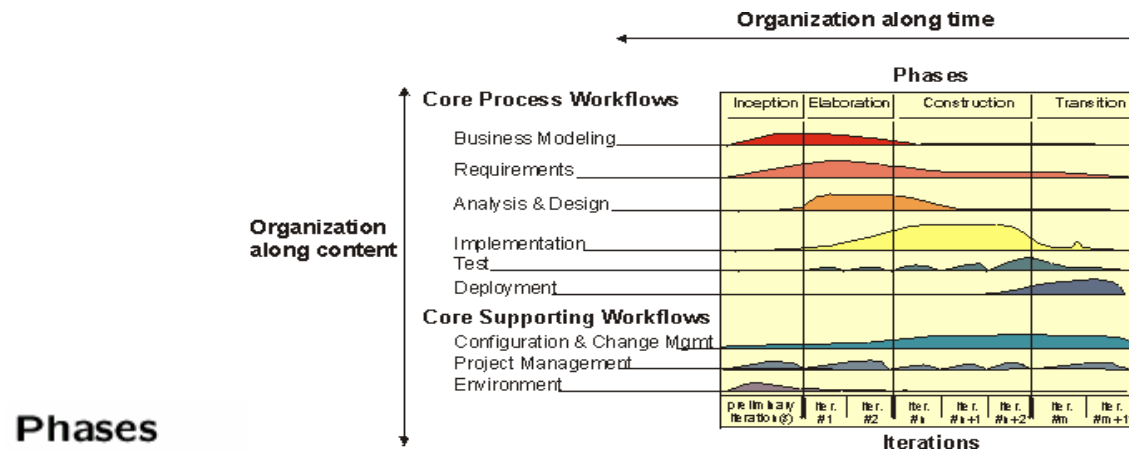 Organization along time
Phases
Core Process Workflows
Inception Elaboration Construction Transition
Business Modeling
Requirements
Analysis & Design
Organization
along content
Implementation
Test
Deployment
Core Supporting Workflows
Configuration & Change Mgmt
Project Management
Environment
preliminary
iteration(s)
Iter.
#1
Iter.
#2
Iter.
#n
Iter.
#n+1
Iter.
#n+2
Iter.
#m
Iter.
#m+1
Phases
Iterations